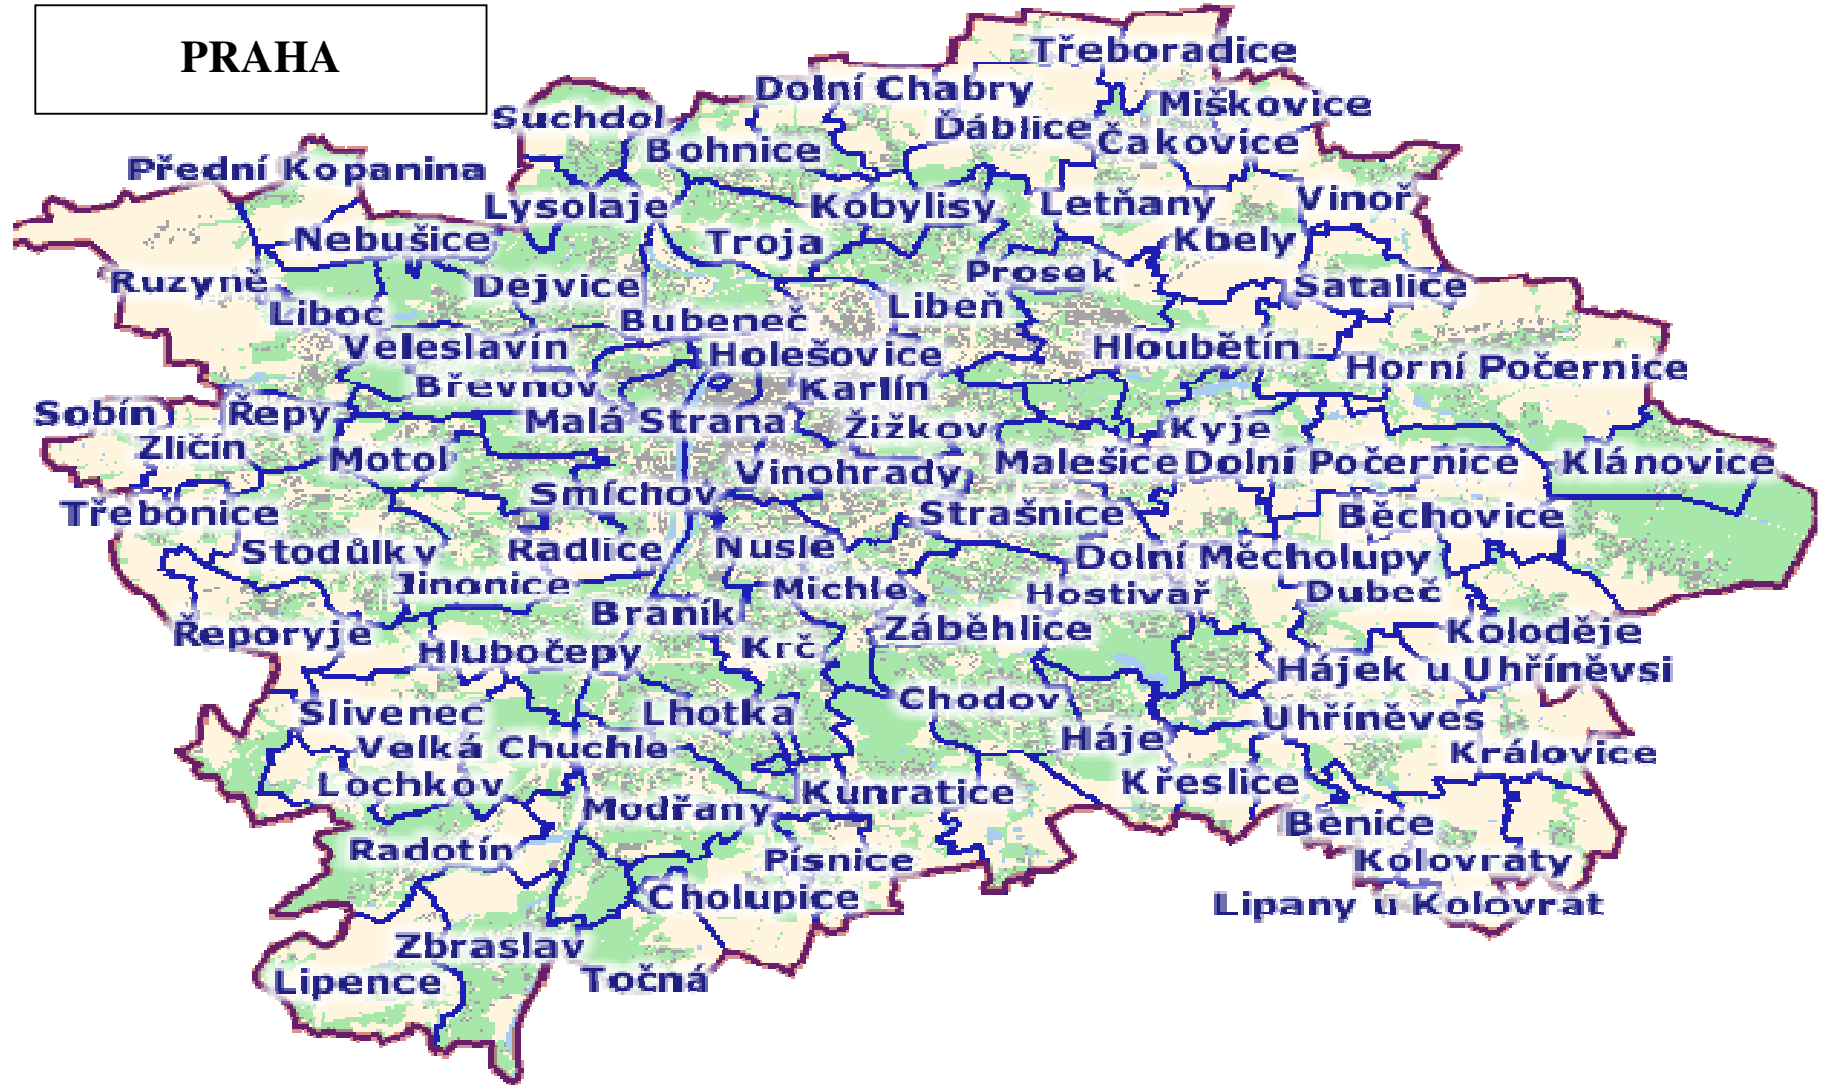 PRAHA
Třeboradice
Dolní Chabry
Miškovice
Suchdol
Ďáblice
Čakovice
Bohnice
Přední Kopanina
Vinoř
Lysolaje
Kobylisy
Letňany
Nebušice
Troja
Kbely
Prosek
Ruzyně
Dejvice
Satalice
Liboc
Libeň
Bubeneč
Veleslavín
Holešovice
Hloubětín
Horní Počernice
Břevnov
Karlín
Sobín
Řepy
Malá Strana
Žižkov
Kyje
Zličín
Motol
Vinohrady
Malešice
Dolní Počernice
Klánovice
Smíchov
Třebonice
Strašnice
Běchovice
Stodůlky
Radlice
Nusle
Dolní Měcholupy
Jinonice
Michle
Hostivař
Dubeč
Braník
Řeporyje
Záběhlice
Koloděje
Hlubočepy
Krč
Hájek u Uhříněvsi
Chodov
Slivenec
Lhotka
Uhříněves
Velká Chuchle
Háje
Královice
Lochkov
Kunratice
Křeslice
Modřany
Benice
Radotín
Písnice
Kolovraty
Cholupice
Lipany u Kolovrat
Zbraslav
Lipence
Točná